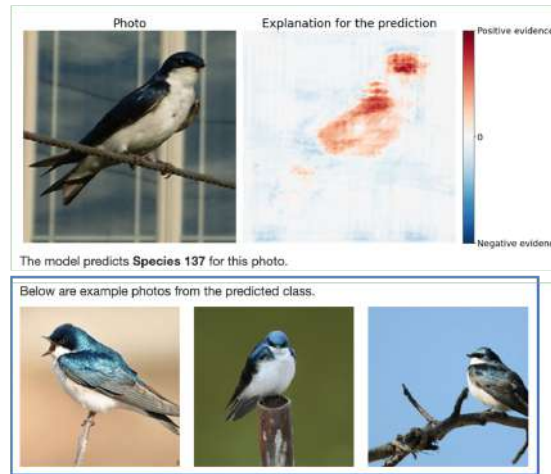 Photo
Explanation for the prediction
Positive evidence
0
Negative evidence
The model predicts Species 137 for this photo.
Below are example photos from the predicted class.